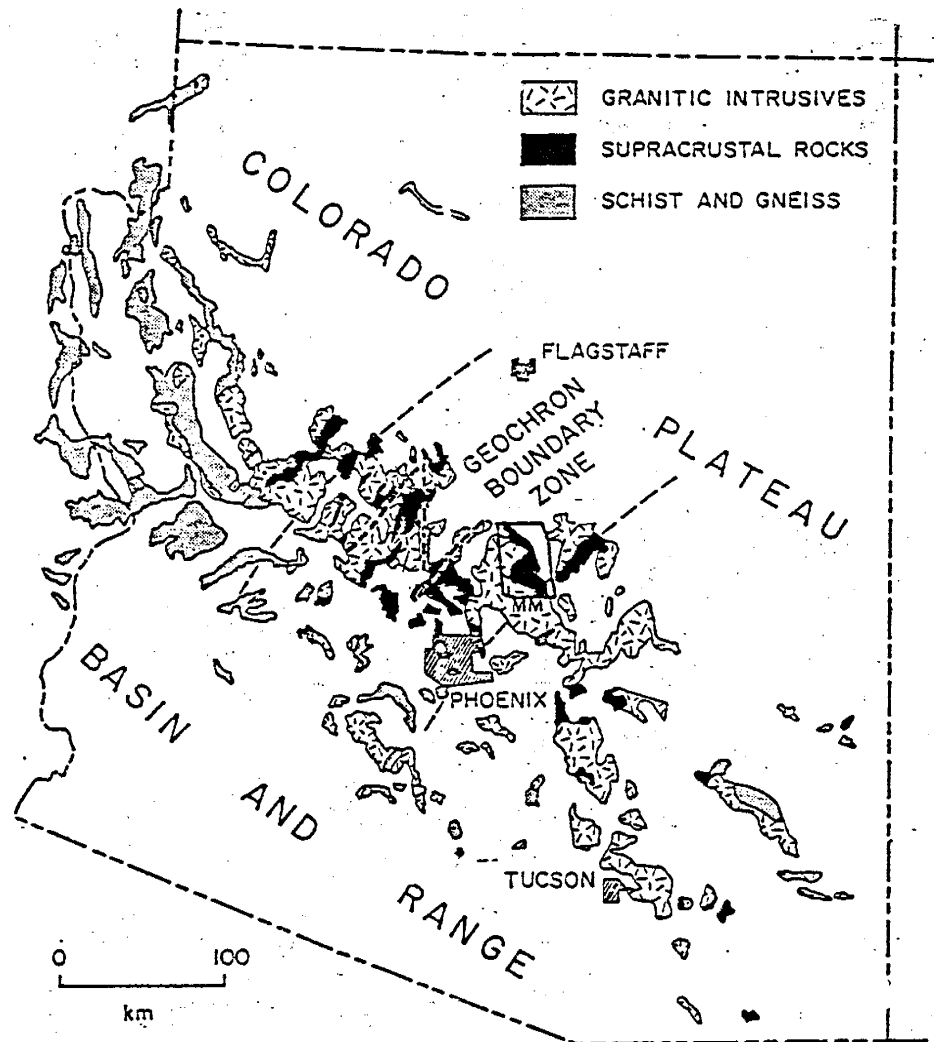 GRANITIC INTRUSIVES
SUPRACRUSTAL ROCKS
SCHIST AND GNEISS
COLORADO
PLATEAU
FLAGSTAFF
GEOCHRON
BOUNDARY
ZONE
MM
PHOENIX
BASIN
AND
RANGE
TUCSON
0 100
km